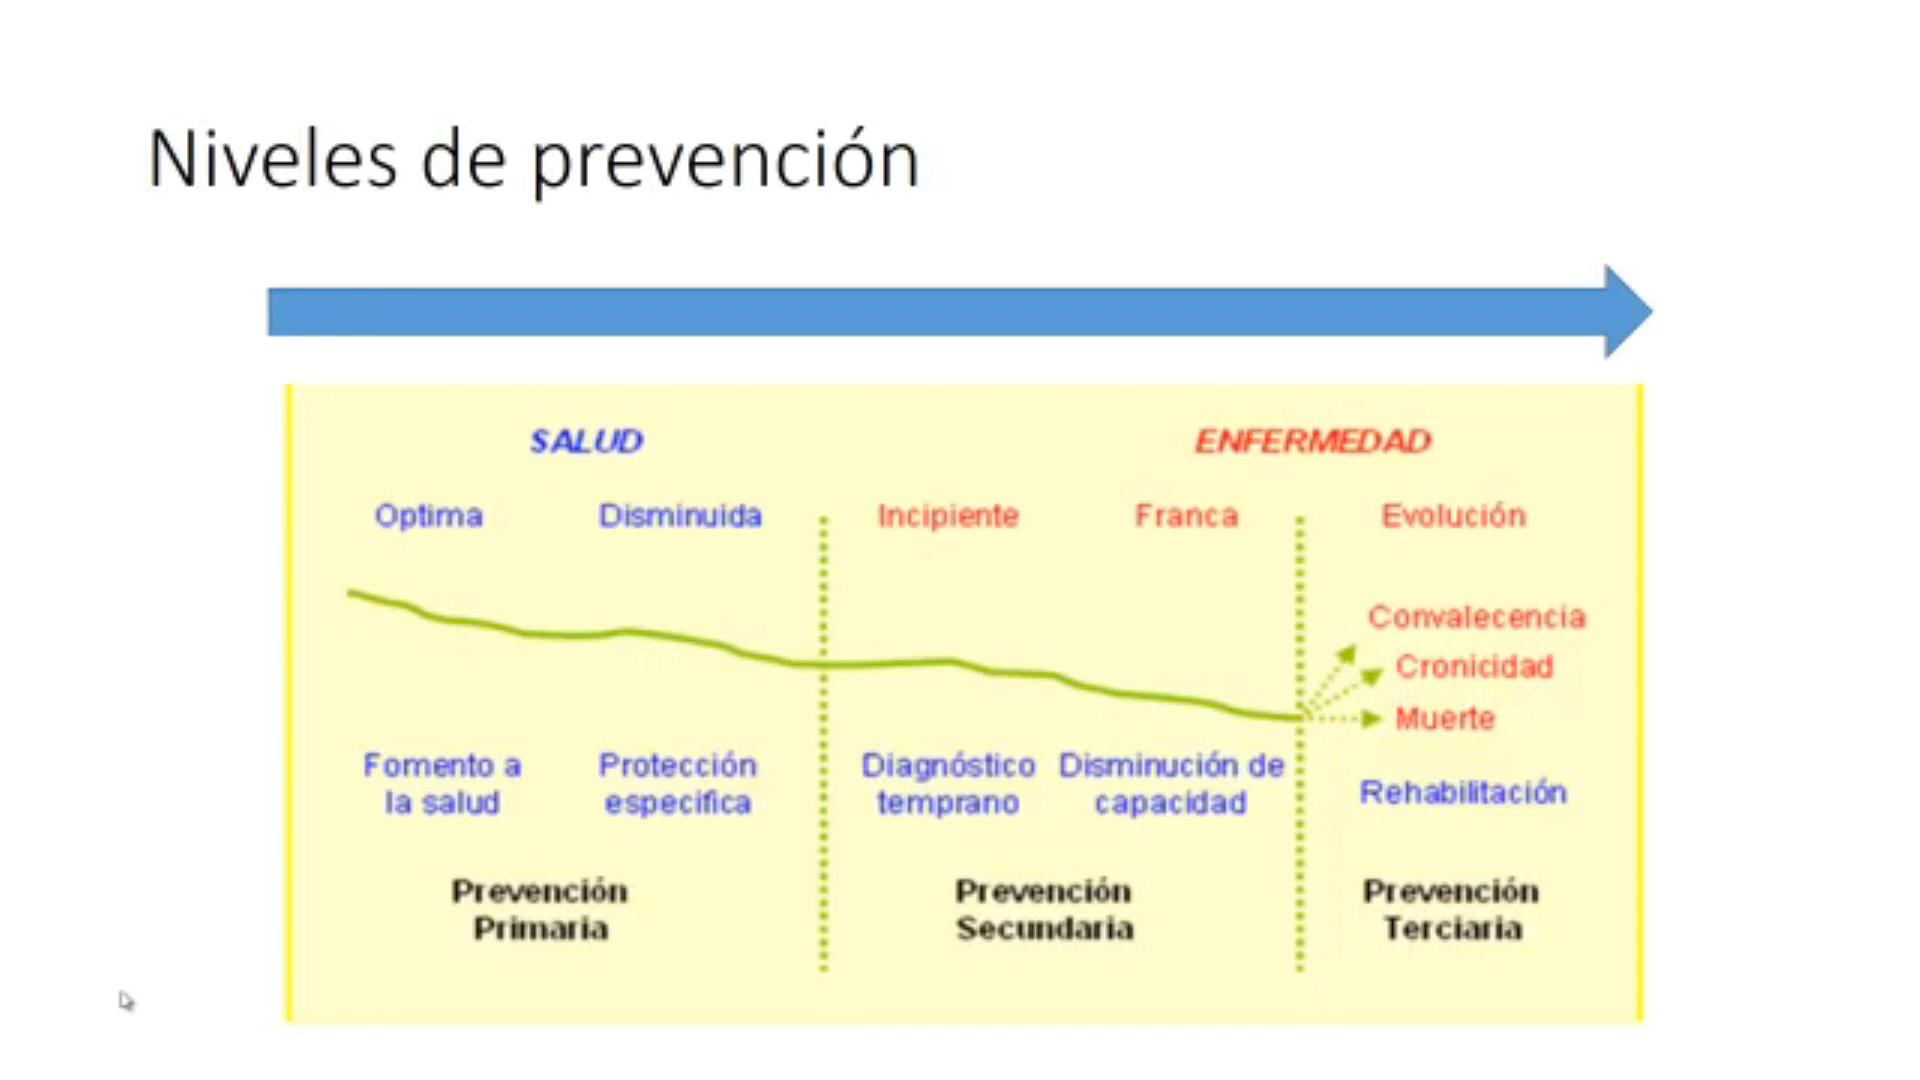 Niveles de prevención
SALUD ENFERMEDAD
Optima Disminuida Incipiente Franca Evolución
Convalecencia
Cronicidad
Muerte
Fomento a Protección Diagnóstico Disminución de
la salud especifica temprano capacidad
Rehabilitación
Prevención Prevención Prevención
Primaria Secundaria Terciaria